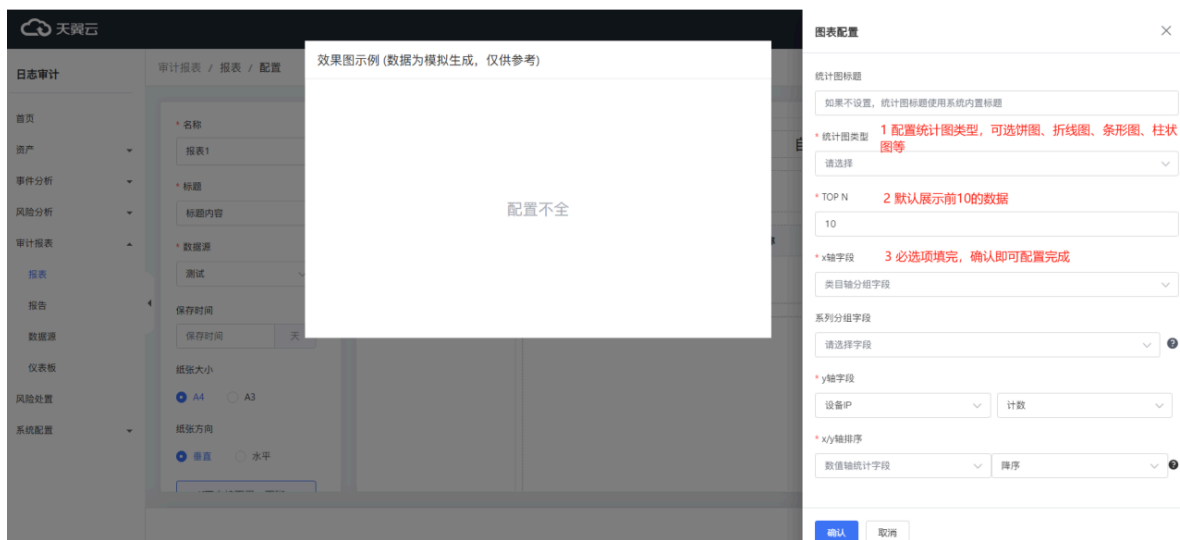 天翼云
日志审计
首页
资产
事件分析
风险分析
审计报表
报表
报告
数据源
仪表板
风险处置
系统配置
审计报表 / 报表 / 配置
* 名称
报表1
* 标题
标题内容
* 数据源
测试
保存时间
保存时间 天
纸张大小
A4 A3
纸张方向
垂直 水平
效果图示例 (数据为模拟生成，仅供参考)
配置不全
图表配置
统计图标题
如果不设置，统计图标题使用系统内置标题
* 统计图类型
1 配置统计图类型，可选饼图、折线图、条形图、柱状
图等
请选择
* TOP N
2 默认展示前10的数据
10
* x轴字段
3 必选项填完，确认即可配置完成
类目轴分组字段
系列分组字段
请选择字段
* y轴字段
设备IP 计数
* x/y轴排序
数值轴统计字段 降序
确认 取消